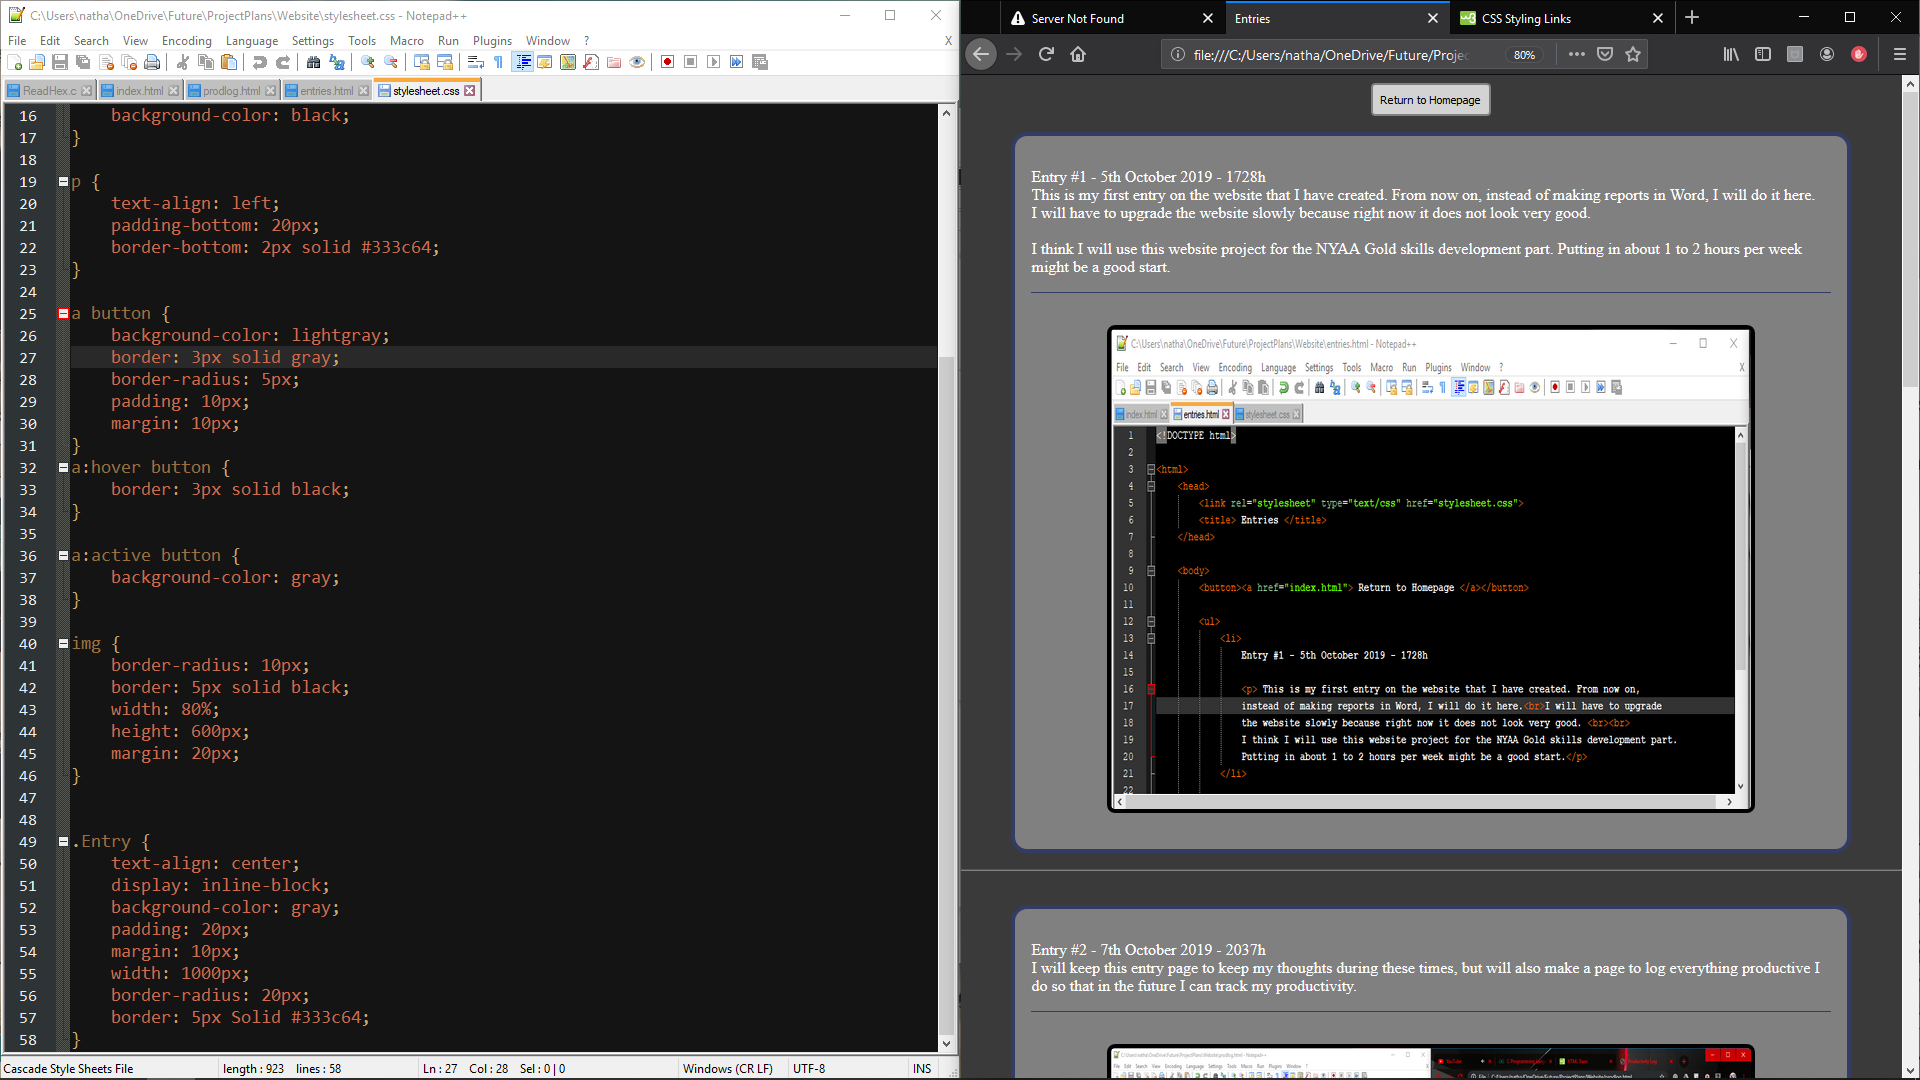 C:\Users\natha\OneDrive\Future\ProjectPlans\Website\stylesheet.css - Notepad++
File Edit Search View Encoding Language Settings Tools Macro Run Plugins Window ?
X
ReadHex.c index.html prodlog.html entries.html stylesheet.css
16 background-color: black;
17 }
18
19 p {
20 text-align: left;
21 padding-bottom: 20px;
22 border-bottom: 2px solid #333c64;
23 }
24
25 a button {
26 background-color: lightgray;
27 border: 3px solid gray;
28 border-radius: 5px;
29 padding: 10px;
30 margin: 10px;
31 }
32 a:hover button {
33 border: 3px solid black;
34 }
35
36 a:active button {
37 background-color: gray;
38 }
39
40 img {
41 border-radius: 10px;
42 border: 5px solid black;
43 width: 80%;
44 height: 600px;
45 margin: 20px;
46 }
47
48
49 .Entry {
50 text-align: center;
51 display: inline-block;
52 background-color: gray;
53 padding: 20px;
54 margin: 10px;
55 width: 1000px;
56 border-radius: 20px;
57 border: 5px Solid #333c64;
58 }
Cascade Style Sheets File length : 923 lines : 58 Ln : 27 Col : 28 Sel : 0 | 0 Windows (CR LF) UTF-8 INS
Server Not Found Entries CSS Styling Links
file:///C:/Users/natha/OneDrive/Future/Projec 80%
Return to Homepage
Entry #1 - 5th October 2019 - 1728h
This is my first entry on the website that I have created. From now on, instead of making reports in Word, I will do it here.
I will have to upgrade the website slowly because right now it does not look very good.
I think I will use this website project for the NYAA Gold skills development part. Putting in about 1 to 2 hours per week
might be a good start.
C:\Users\natha\OneDrive\Future\ProjectPlans\Website\entries.html - Notepad++
File Edit Search View Encoding Language Settings Tools Macro Run Plugins Window ?
X
index.html entries.html stylesheet.css
1 <!DOCTYPE html>
2
3 <html>
4 <head>
5 <link rel="stylesheet" type="text/css" href="stylesheet.css">
6 <title> Entries </title>
7 </head>
8
9 <body>
10 <button><a href="index.html"> Return to Homepage </a></button>
11
12 <ul>
13 <li>
14 Entry #1 - 5th October 2019 - 1728h
15
16 <p> This is my first entry on the website that I have created. From now on,
17 instead of making reports in Word, I will do it here.<br>I will have to upgrade
18 the website slowly because right now it does not look very good. <br><br>
19 I think I will use this website project for the NYAA Gold skills development part.
20 Putting in about 1 to 2 hours per week might be a good start.</p>
21 </li>
22
Entry #2 - 7th October 2019 - 2037h
I will keep this entry page to keep my thoughts during these times, but will also make a page to log everything productive I
do so that in the future I can track my productivity.